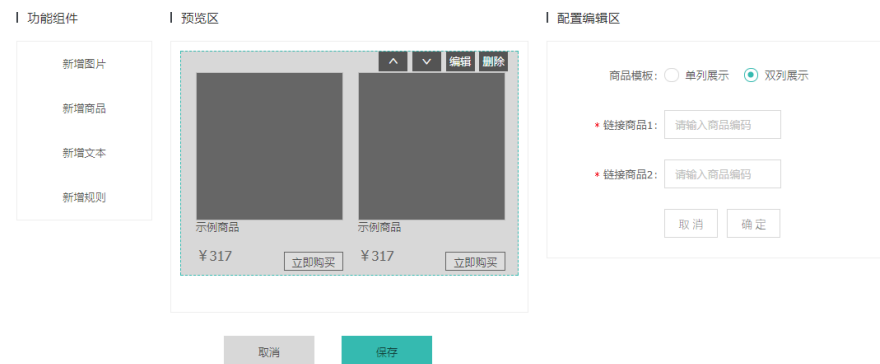 功能组件
新增图片
新增商品
新增文本
新增规则
预览区
编辑 删除
示例商品 示例商品
￥317 立即购买 ￥317 立即购买
取消 保存
配置编辑区
商品模板: 单列展示 双列展示
* 链接商品1: 请输入商品编码
* 链接商品2: 请输入商品编码
取 消 确 定